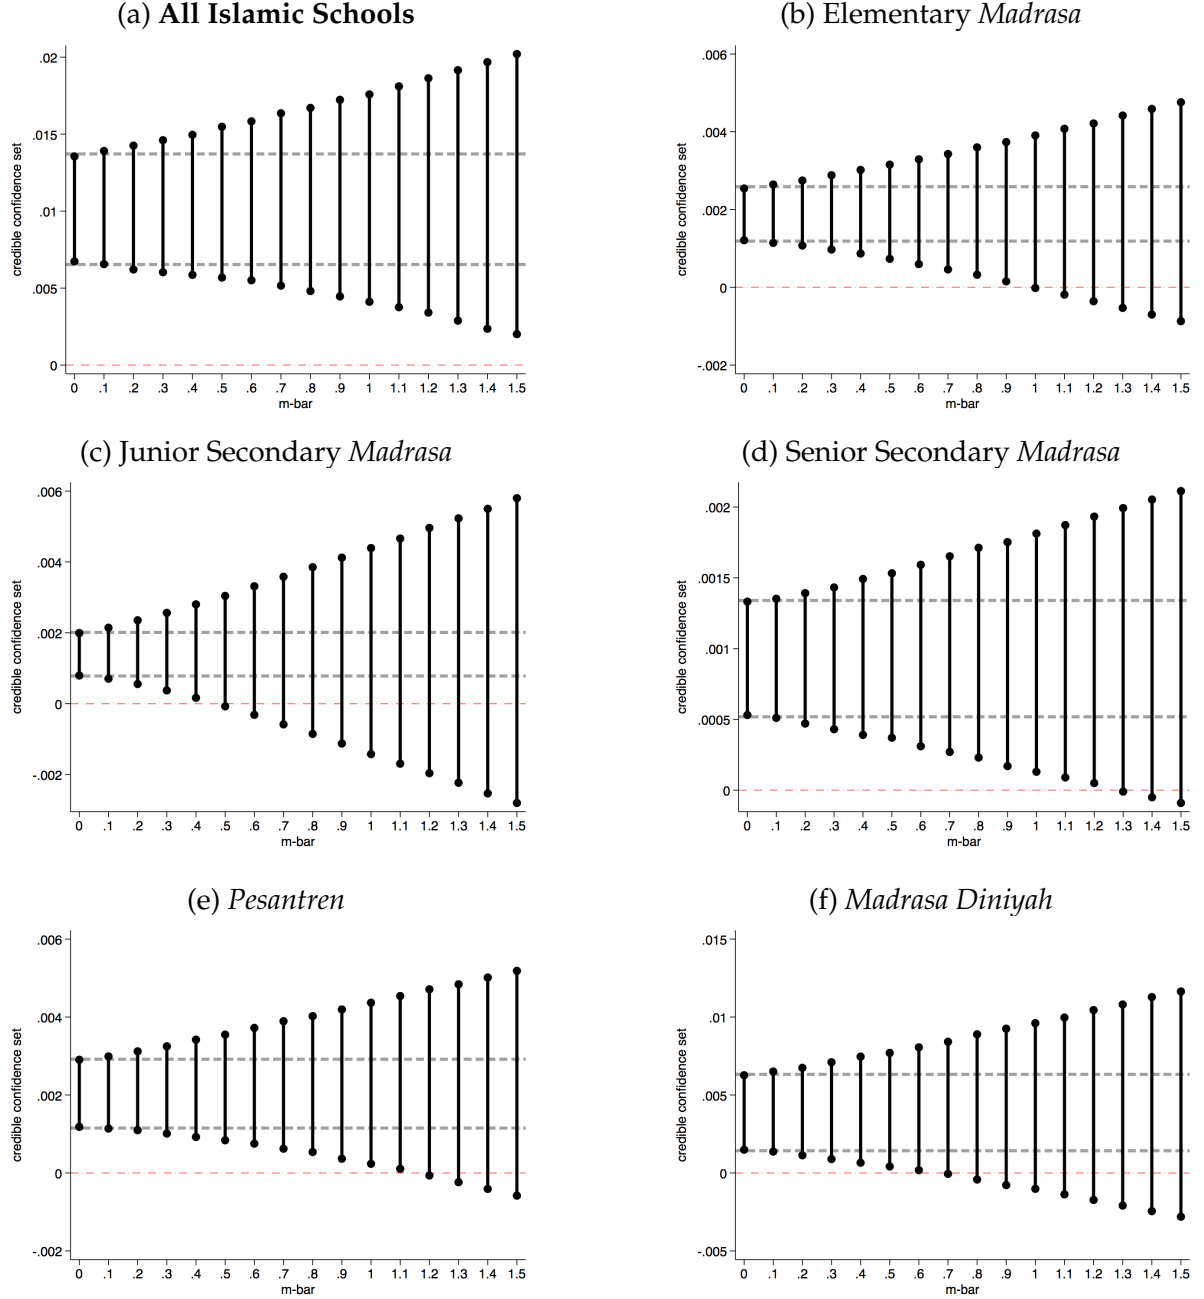 (a) All Islamic Schools
.02
.015
.01
.005
0
credible confidence set
0 .1 .2 .3 .4 .5 .6 .7 .8 .9 1 1.1 1.2 1.3 1.4 1.5
m-bar
(b) Elementary Madrasa
.006
.004
.002
0
-.002
credible confidence set
0 .1 .2 .3 .4 .5 .6 .7 .8 .9 1 1.1 1.2 1.3 1.4 1.5
m-bar
(c) Junior Secondary Madrasa
.006
.004
.002
0
-.002
credible confidence set
0 .1 .2 .3 .4 .5 .6 .7 .8 .9 1 1.1 1.2 1.3 1.4 1.5
m-bar
(d) Senior Secondary Madrasa
.002
.0015
.001
.0005
0
credible confidence set
0 .1 .2 .3 .4 .5 .6 .7 .8 .9 1 1.1 1.2 1.3 1.4 1.5
m-bar
(e) Pesantren
.006
.004
.002
0
-.002
credible confidence set
0 .1 .2 .3 .4 .5 .6 .7 .8 .9 1 1.1 1.2 1.3 1.4 1.5
m-bar
(f) Madrasa Diniyah
.015
.01
.005
0
-.005
credible confidence set
0 .1 .2 .3 .4 .5 .6 .7 .8 .9 1 1.1 1.2 1.3 1.4 1.5
m-bar